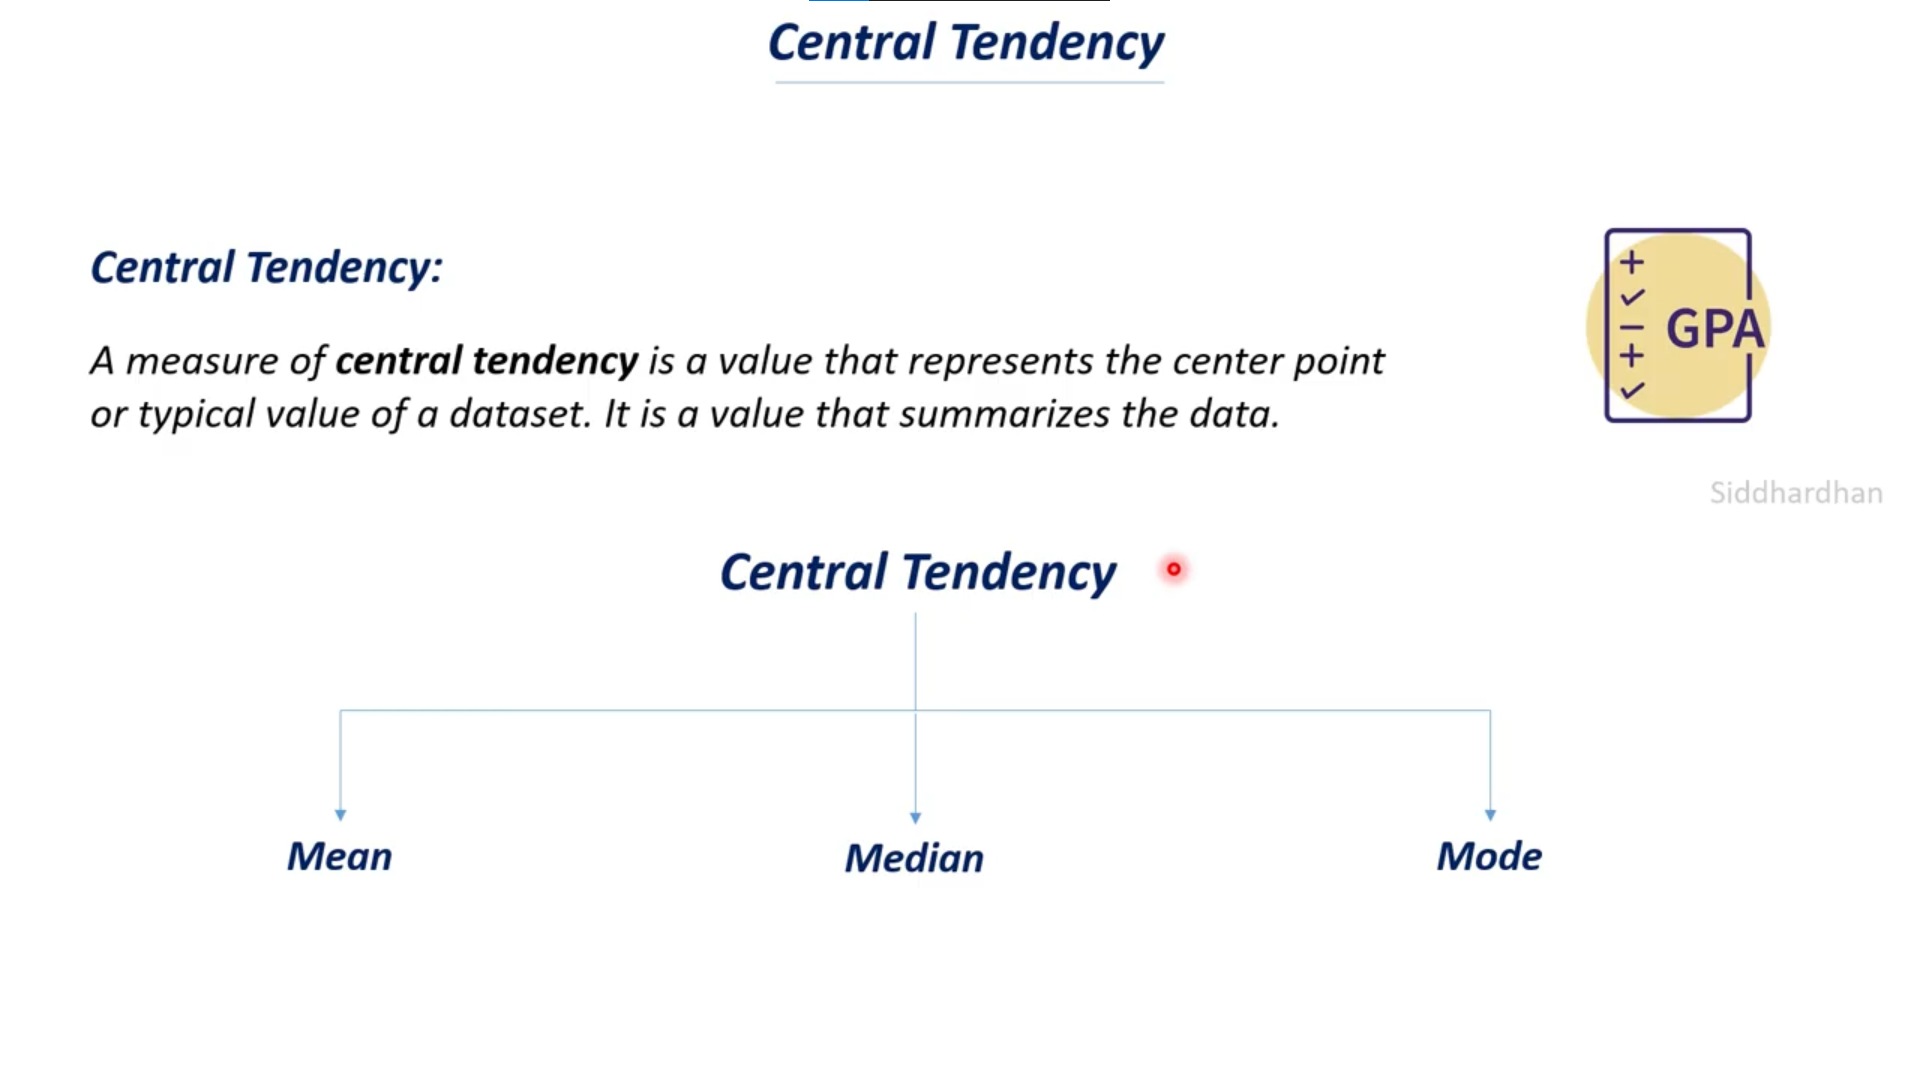 Central Tendency
Central Tendency:
A measure of central tendency is a value that represents the center point
or typical value of a dataset. It is a value that summarizes the data.
GPA
Siddhardhan
Central Tendency
Mean
Median
Mode